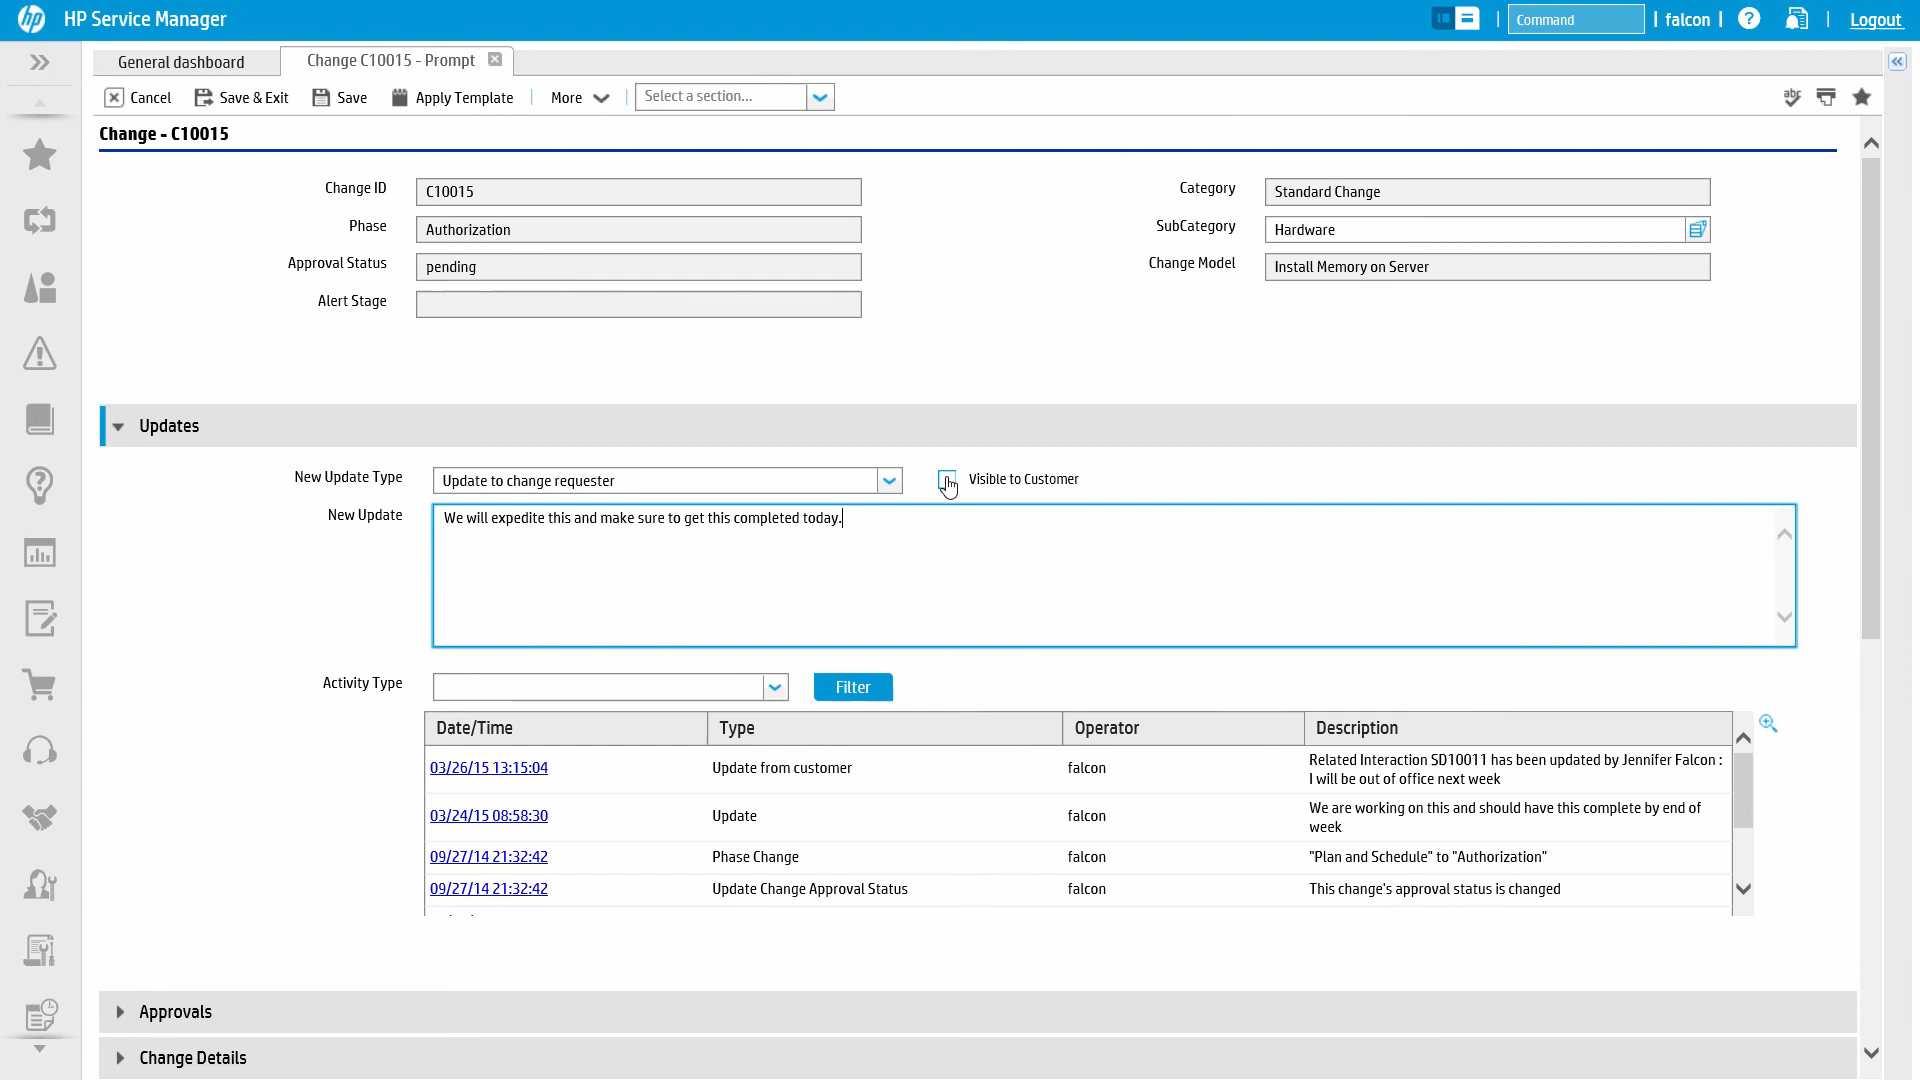 hp HP Service Manager Command falcon ? Logout
General dashboard Change C10015 - Prompt
Cancel Save & Exit Save Apply Template More Select a section... abc
Change - C10015
Change ID C10015 Category Standard Change
Phase Authorization SubCategory Hardware
Approval Status pending Change Model Install Memory on Server
Alert Stage
Updates
New Update Type Update to change requester Visible to Customer
New Update We will expedite this and make sure to get this completed today.
Activity Type Filter
Date/Time Type Operator Description
03/26/15 13:15:04 Update from customer falcon Related Interaction SD10011 has been updated by Jennifer Falcon :
I will be out of office next week
03/24/15 08:58:30 Update falcon We are working on this and should have this complete by end of
week
09/27/14 21:32:42 Phase Change falcon "Plan and Schedule" to "Authorization"
09/27/14 21:32:42 Update Change Approval Status falcon This change's approval status is changed
Approvals
Change Details